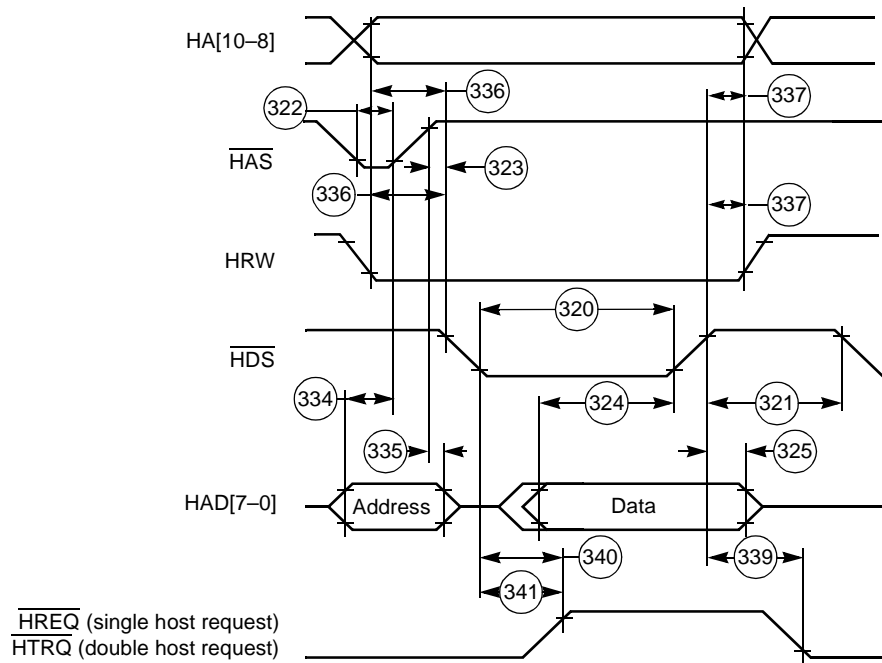 HA[10–8]
336
337
322
HAS
323
336
337
HRW
320
HDS
334
324
321
335
325
HAD[7–0]
Address
Data
340
339
341
HREQ (single host request)
HTRQ (double host request)